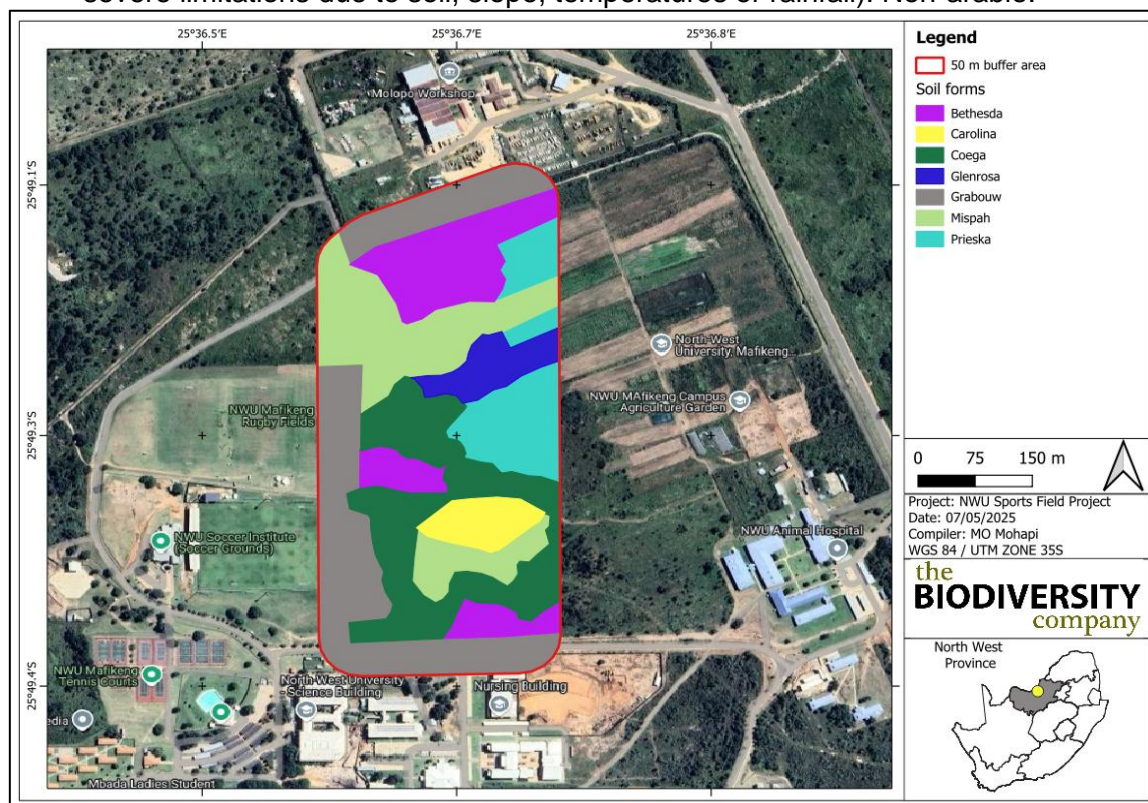 severe limitations due to soil, slope, temperatures or rainfall). Non-arable.
25°36.5'E
25°36.7'E
25°36.8'E
25°49.1'S
25°49.3'S
25°49.4'S
Molopo Workshop
North-West
University, Mafikeng...
NWU MAfikeng Campus
Agriculture Garden
NWU Mafikeng
Rugby Fields
NWU Soccer Institute
(Soccer Grounds)
NWU Animal Hospital
NWU Mafikeng
Tennis Courts
North-West University
- Science Building
Nursing Building
edia
Mbada Ladies Student
Legend
50 m buffer area
Soil forms
Bethesda
Carolina
Coega
Glenrosa
Grabouw
Mispah
Prieska
0 75 150 m
Project: NWU Sports Field Project
Date: 07/05/2025
Compiler: MO Mohapi
WGS 84 / UTM ZONE 35S
the
BIODIVERSITY
company
North West
Province